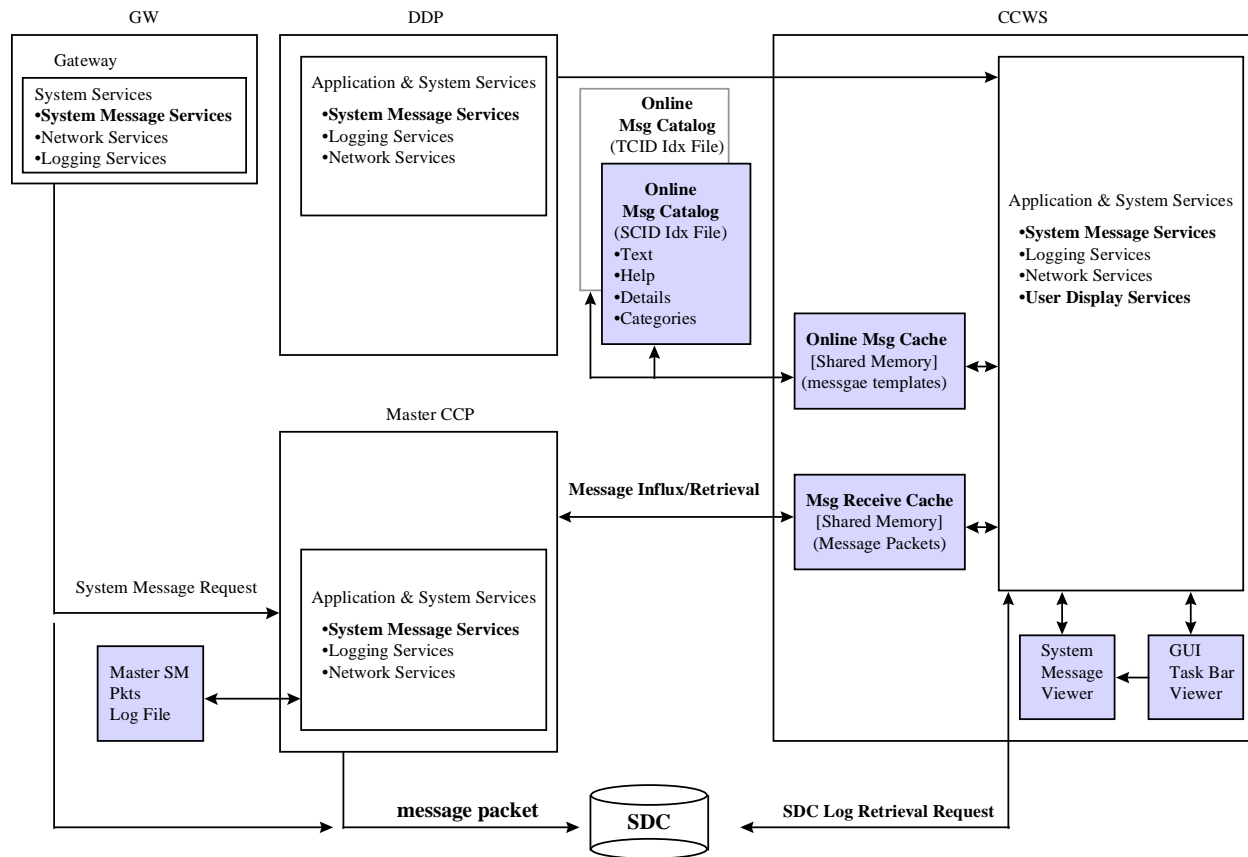 GW
DDP
CCWS
Gateway
System Services
•System Message Services
•Network Services
•Logging Services
Application & System Services
•System Message Services
•Logging Services
•Network Services
Online
Msg Catalog
(TCID Idx File)
Online
Msg Catalog
(SCID Idx File)
•Text
•Help
•Details
•Categories
Application & System Services
•System Message Services
•Logging Services
•Network Services
•User Display Services
Online Msg Cache
[Shared Memory]
(messgae templates)
Master CCP
Message Influx/Retrieval
Msg Receive Cache
[Shared Memory]
(Message Packets)
System Message Request
Application & System Services
•System Message Services
•Logging Services
•Network Services
Master SM
Pkts
Log File
System
Message
Viewer
GUI
Task Bar
Viewer
message packet
SDC
SDC Log Retrieval Request